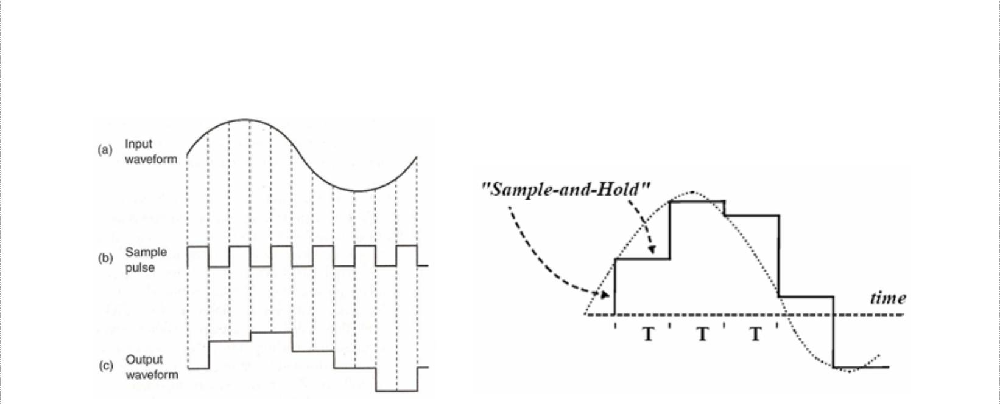 (a) Input
waveform
(b) Sample
pulse
(c) Output
waveform
"Sample-and-Hold"
time
T T T